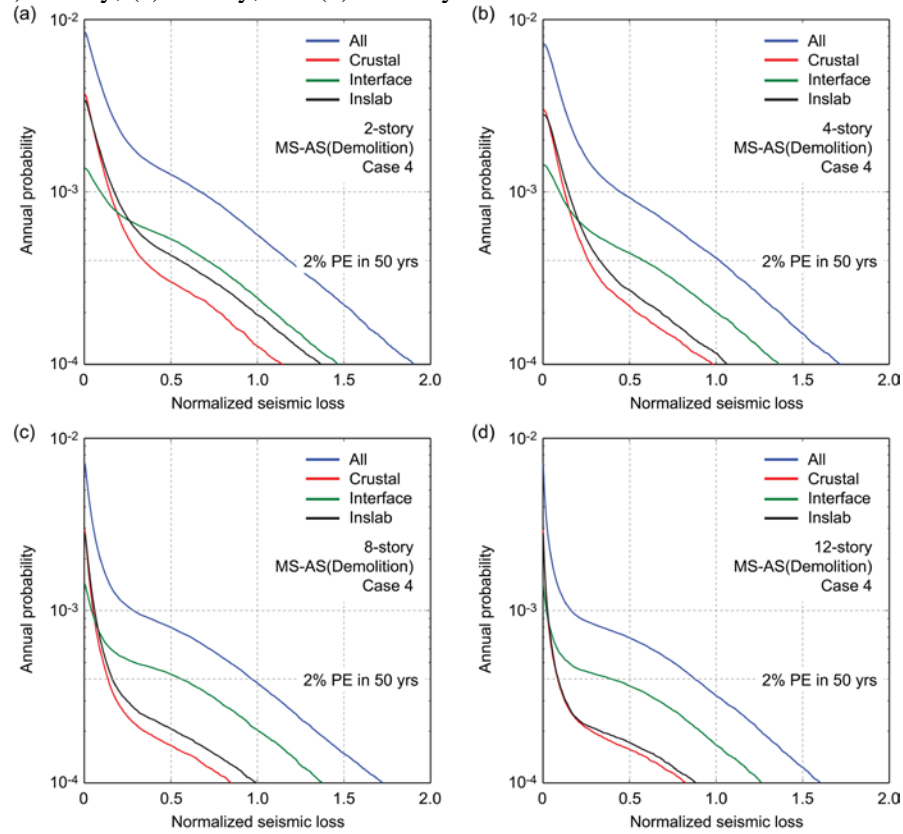 (a)
10-2
All
Crustal
Interface
Inslab
2-story
MS-AS(Demolition)
Case 4
10-3
2% PE in 50 yrs
10-4
Annual probability
0 0.5 1.0 1.5 2.0
Normalized seismic loss
(b)
10-2
All
Crustal
Interface
Inslab
4-story
MS-AS(Demolition)
Case 4
10-3
2% PE in 50 yrs
10-4
Annual probability
0 0.5 1.0 1.5 2.0
Normalized seismic loss
(c)
10-2
All
Crustal
Interface
Inslab
8-story
MS-AS(Demolition)
Case 4
10-3
2% PE in 50 yrs
10-4
Annual probability
0 0.5 1.0 1.5 2.0
Normalized seismic loss
(d)
10-2
All
Crustal
Interface
Inslab
12-story
MS-AS(Demolition)
Case 4
10-3
2% PE in 50 yrs
10-4
Annual probability
0 0.5 1.0 1.5 2.0
Normalized seismic loss